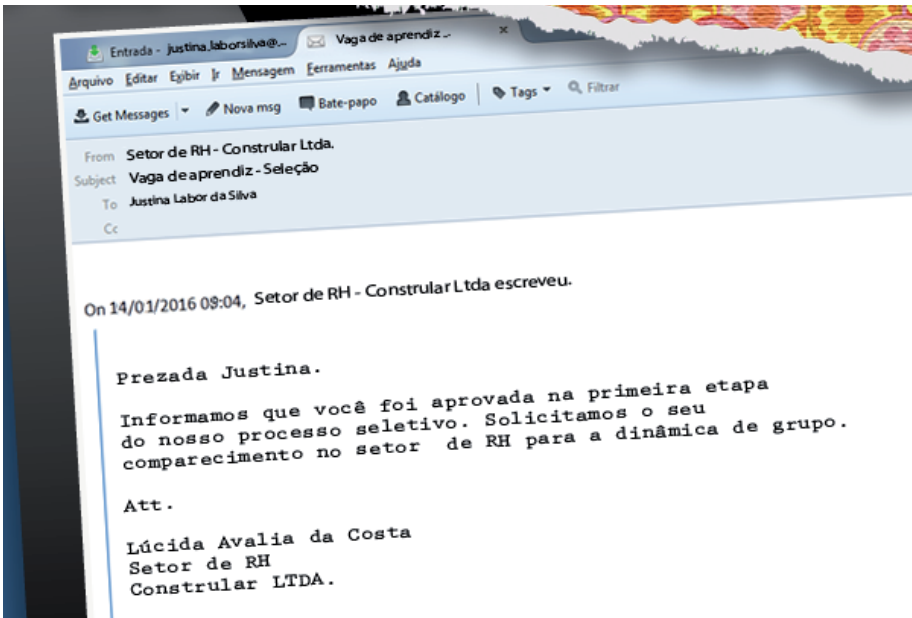 Entrada - justina.laborsilva@...
Vaga de aprendiz...
Arquivo Editar Exibir Ir Mensagem Ferramentas Ajuda
Get Messages Nova msg Bate-papo Catálogo Tags Filtrar
From Setor de RH - Constrular Ltda.
Subject Vaga de aprendiz - Seleção
To Justina Labor da Silva
Cc
On 14/01/2016 09:04, Setor de RH - Constrular Ltda escreveu.
Prezada Justina.
Informamos que você foi aprovada na primeira etapa
do nosso processo seletivo. Solicitamos o seu
comparecimento no setor de RH para a dinâmica de grupo.
Att.
Lúcida Avalia da Costa
Setor de RH
Constrular LTDA.